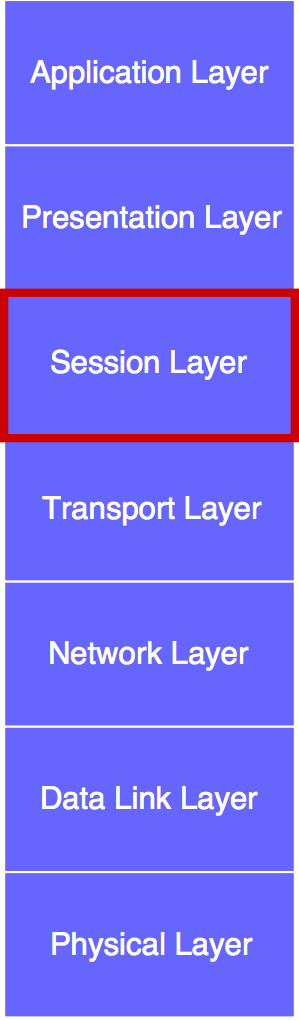 Application Layer
Presentation Layer
Session Layer
Transport Layer
Network Layer
Data Link Layer
Physical Layer